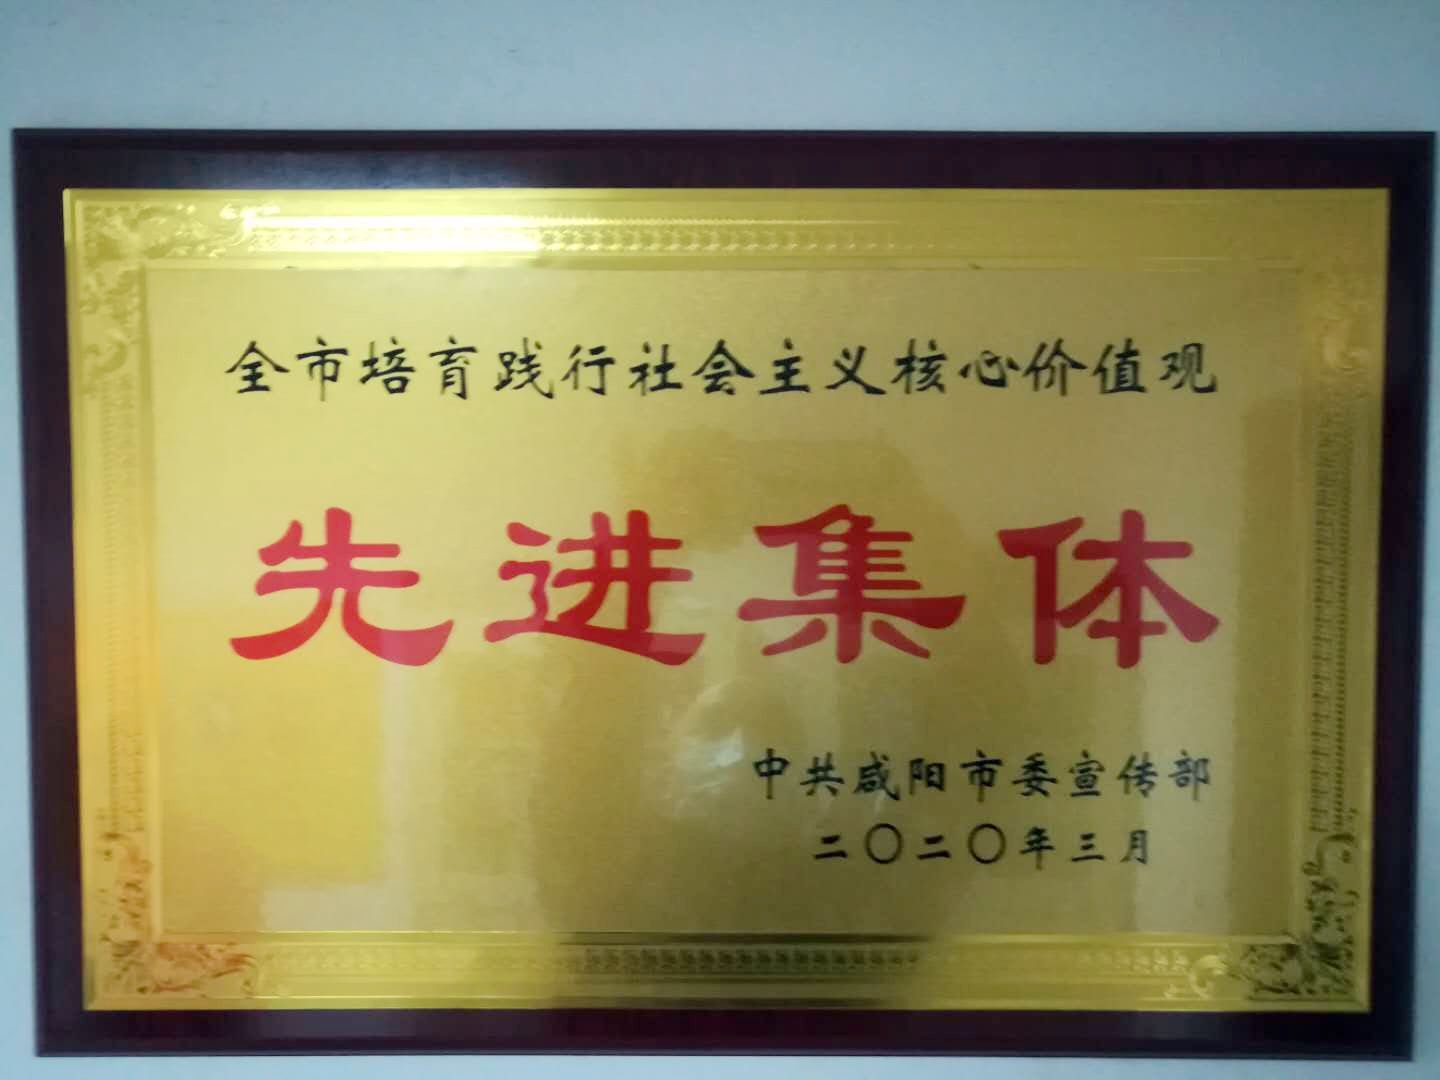 全市培育践行社会主义核心价值观
先进集体
中共咸阳市委宣传部
二〇二〇年三月